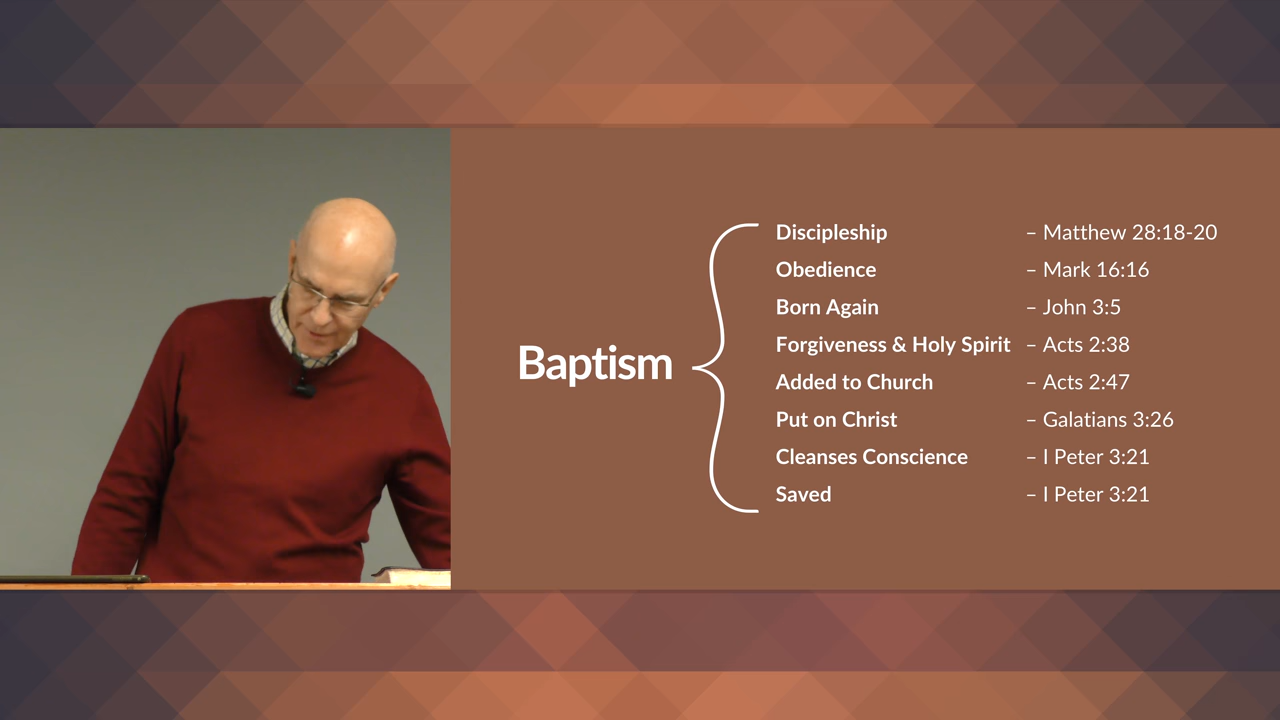 Baptism
Discipleship – Matthew 28:18-20
Obedience – Mark 16:16
Born Again – John 3:5
Forgiveness & Holy Spirit – Acts 2:38
Added to Church – Acts 2:47
Put on Christ – Galatians 3:26
Cleanses Conscience – I Peter 3:21
Saved – I Peter 3:21